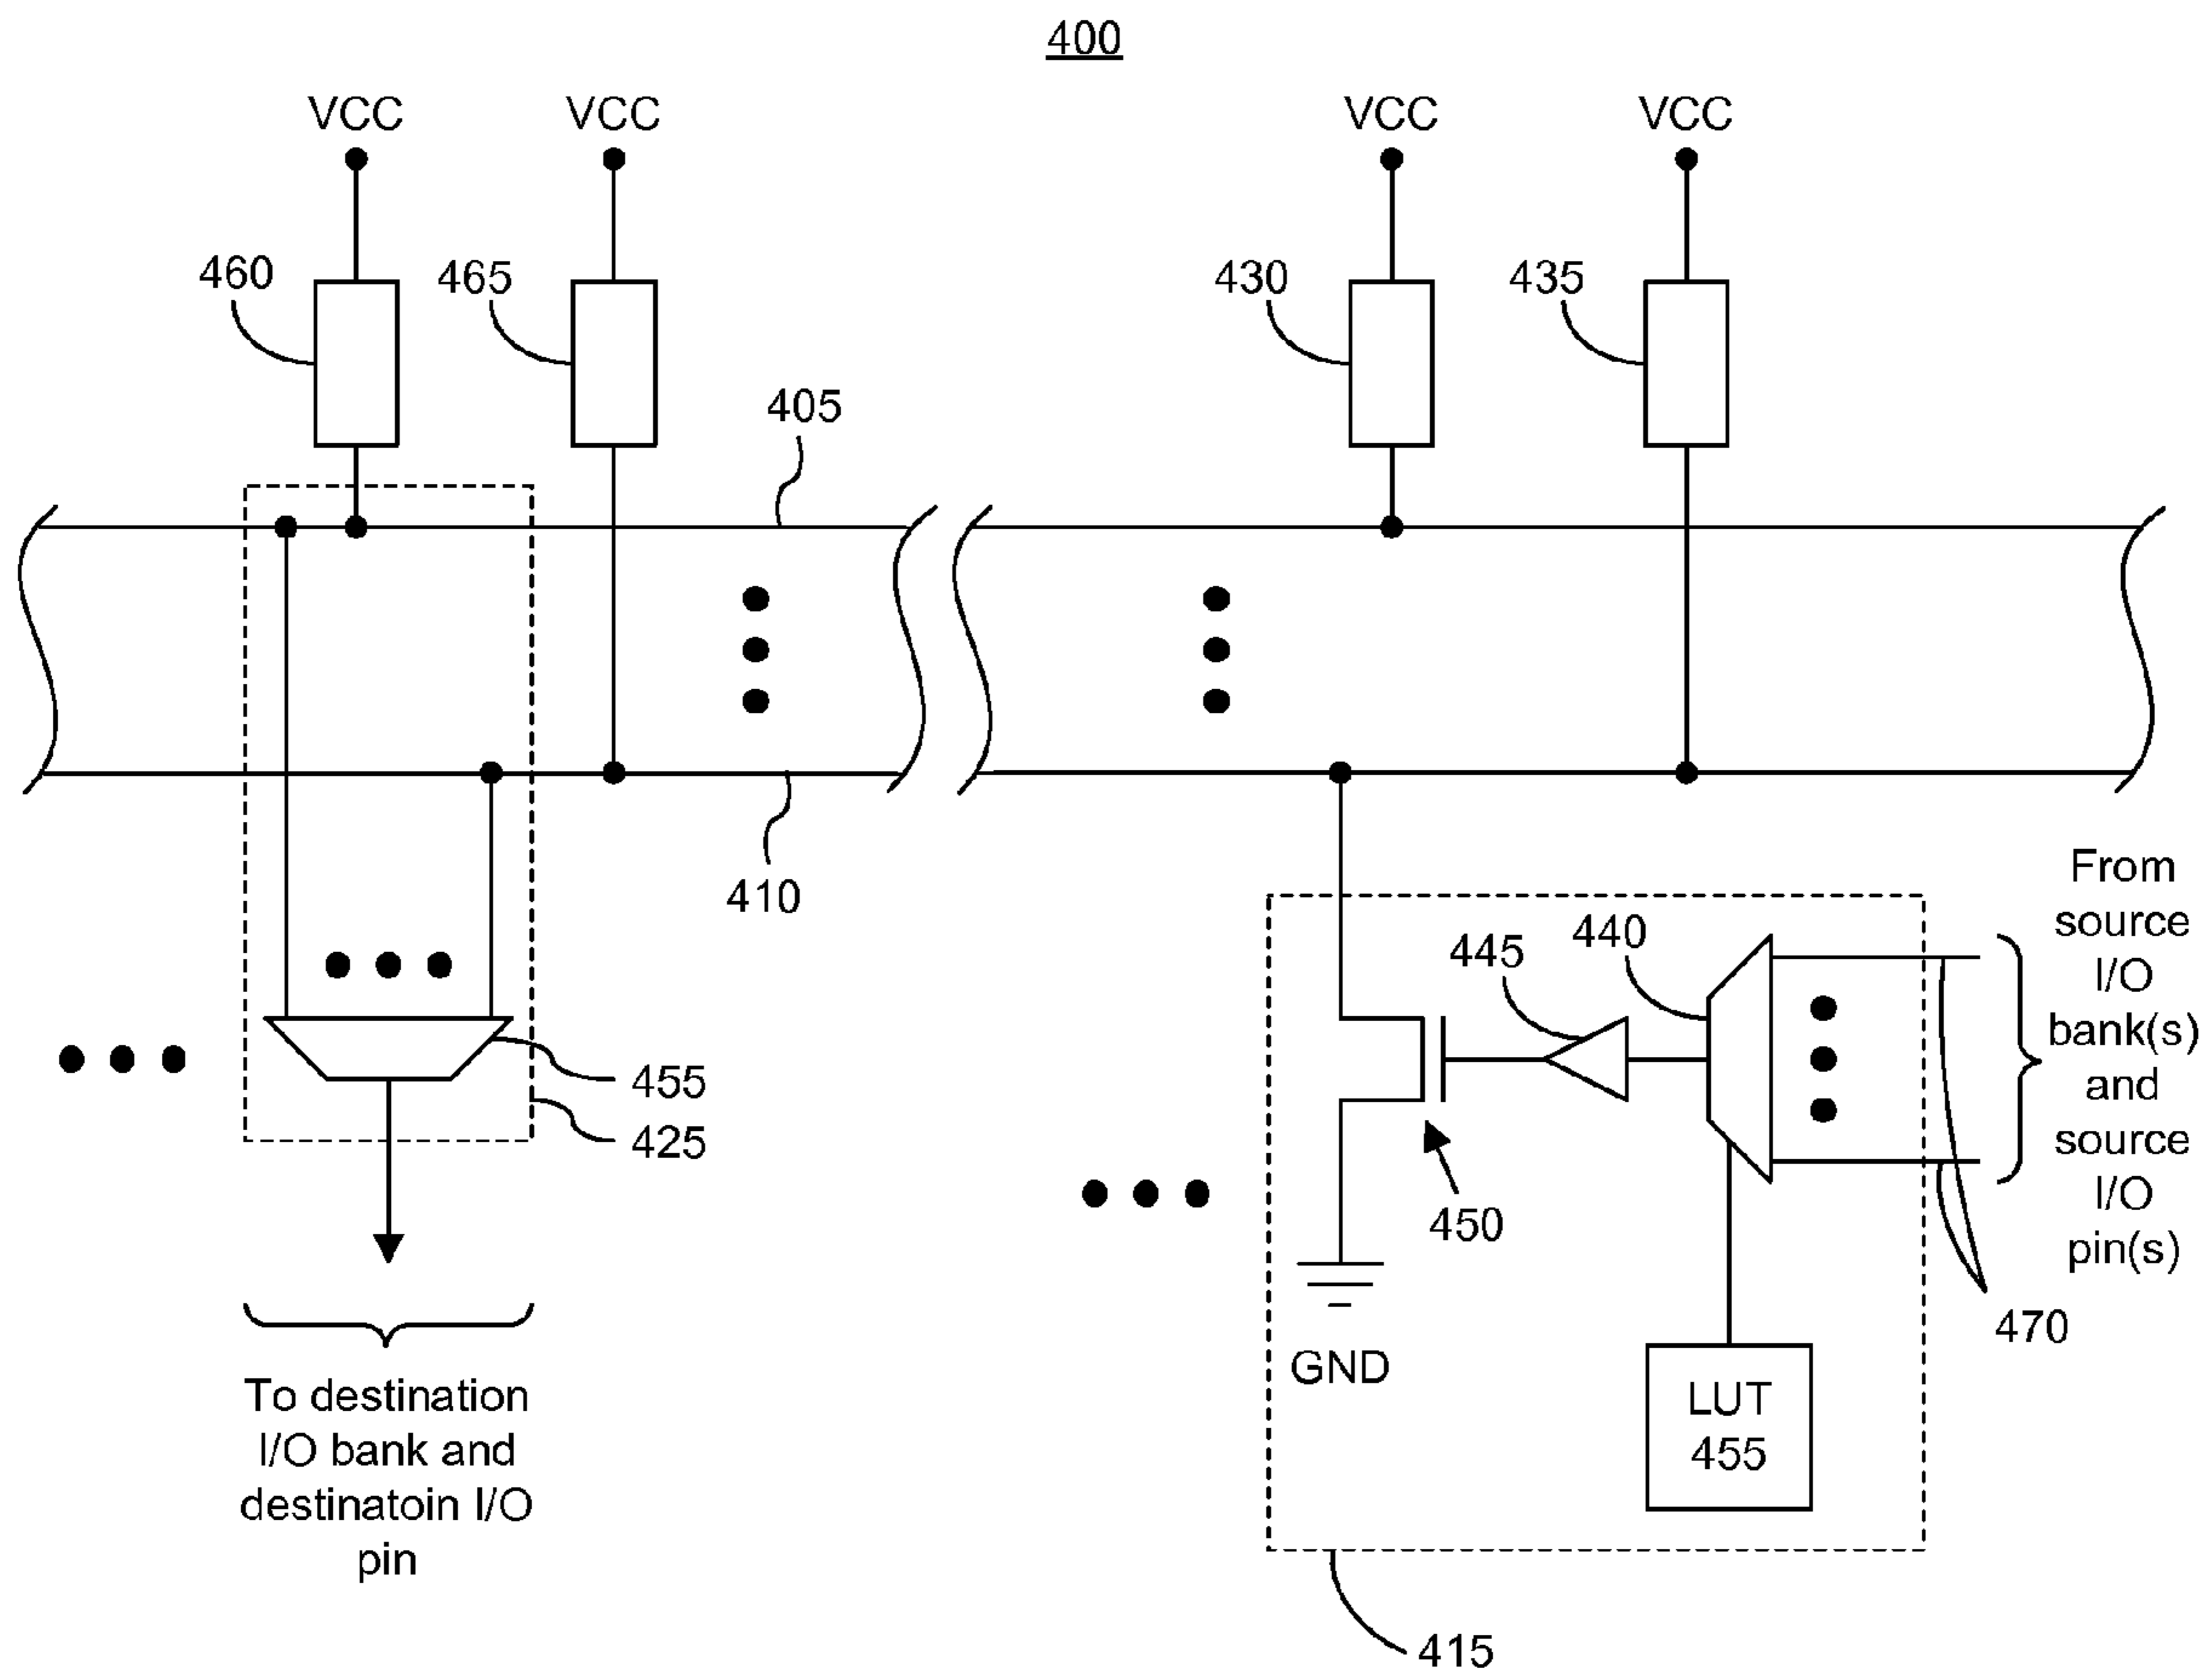 400
VCC
VCC
VCC
VCC
460
465
430
435
405
410
From
source
I/O
bank(s)
and
source
I/O
pin(s)
445
440
455
425
450
470
GND
LUT
455
To destination
I/O bank and
destinatoin I/O
pin
415